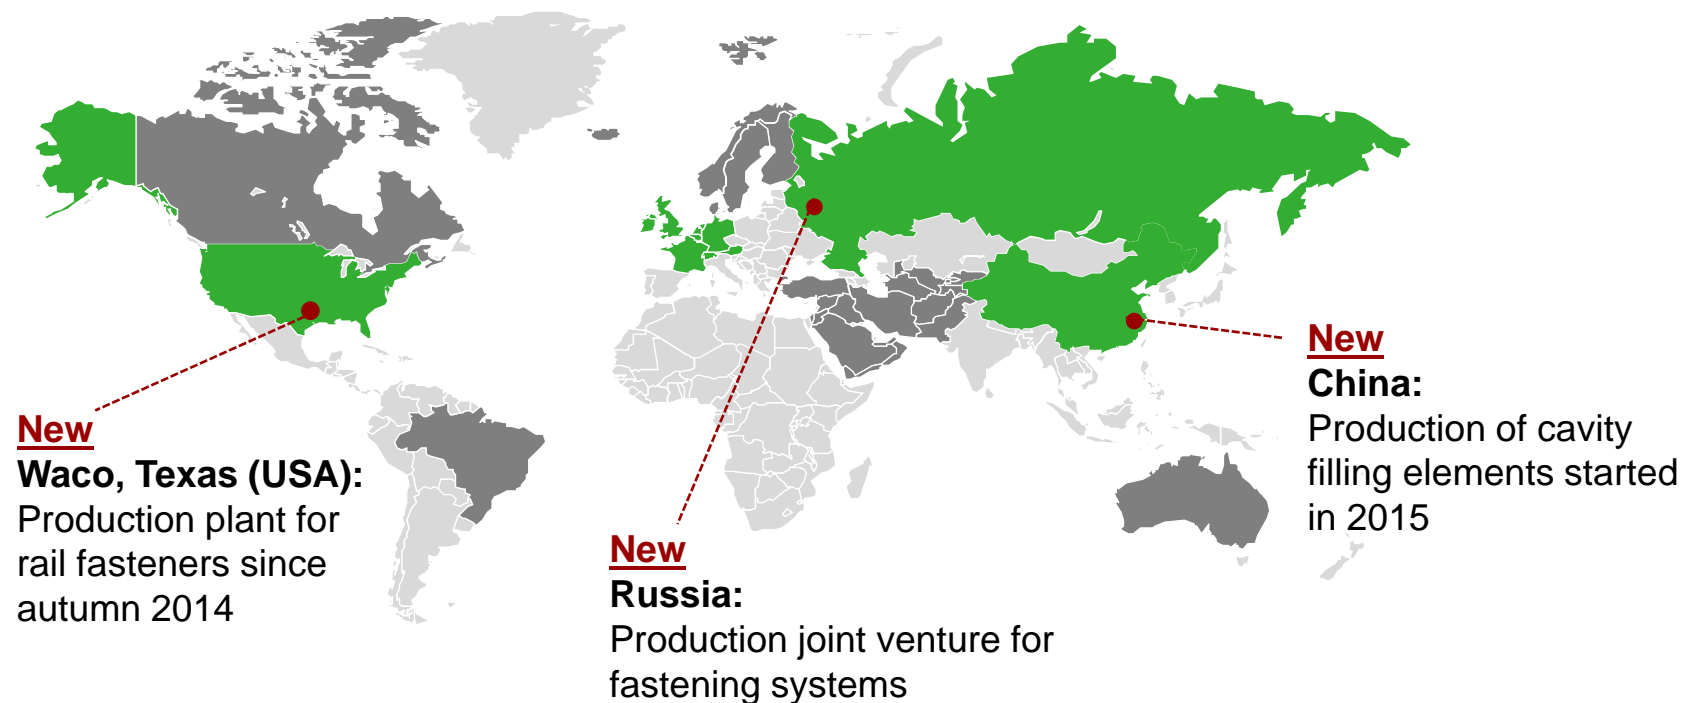 New
Waco, Texas (USA):
Production plant for
rail fasteners since
autumn 2014
New
Russia:
Production joint venture for
fastening systems
New
China:
Production of cavity
filling elements started
in 2015